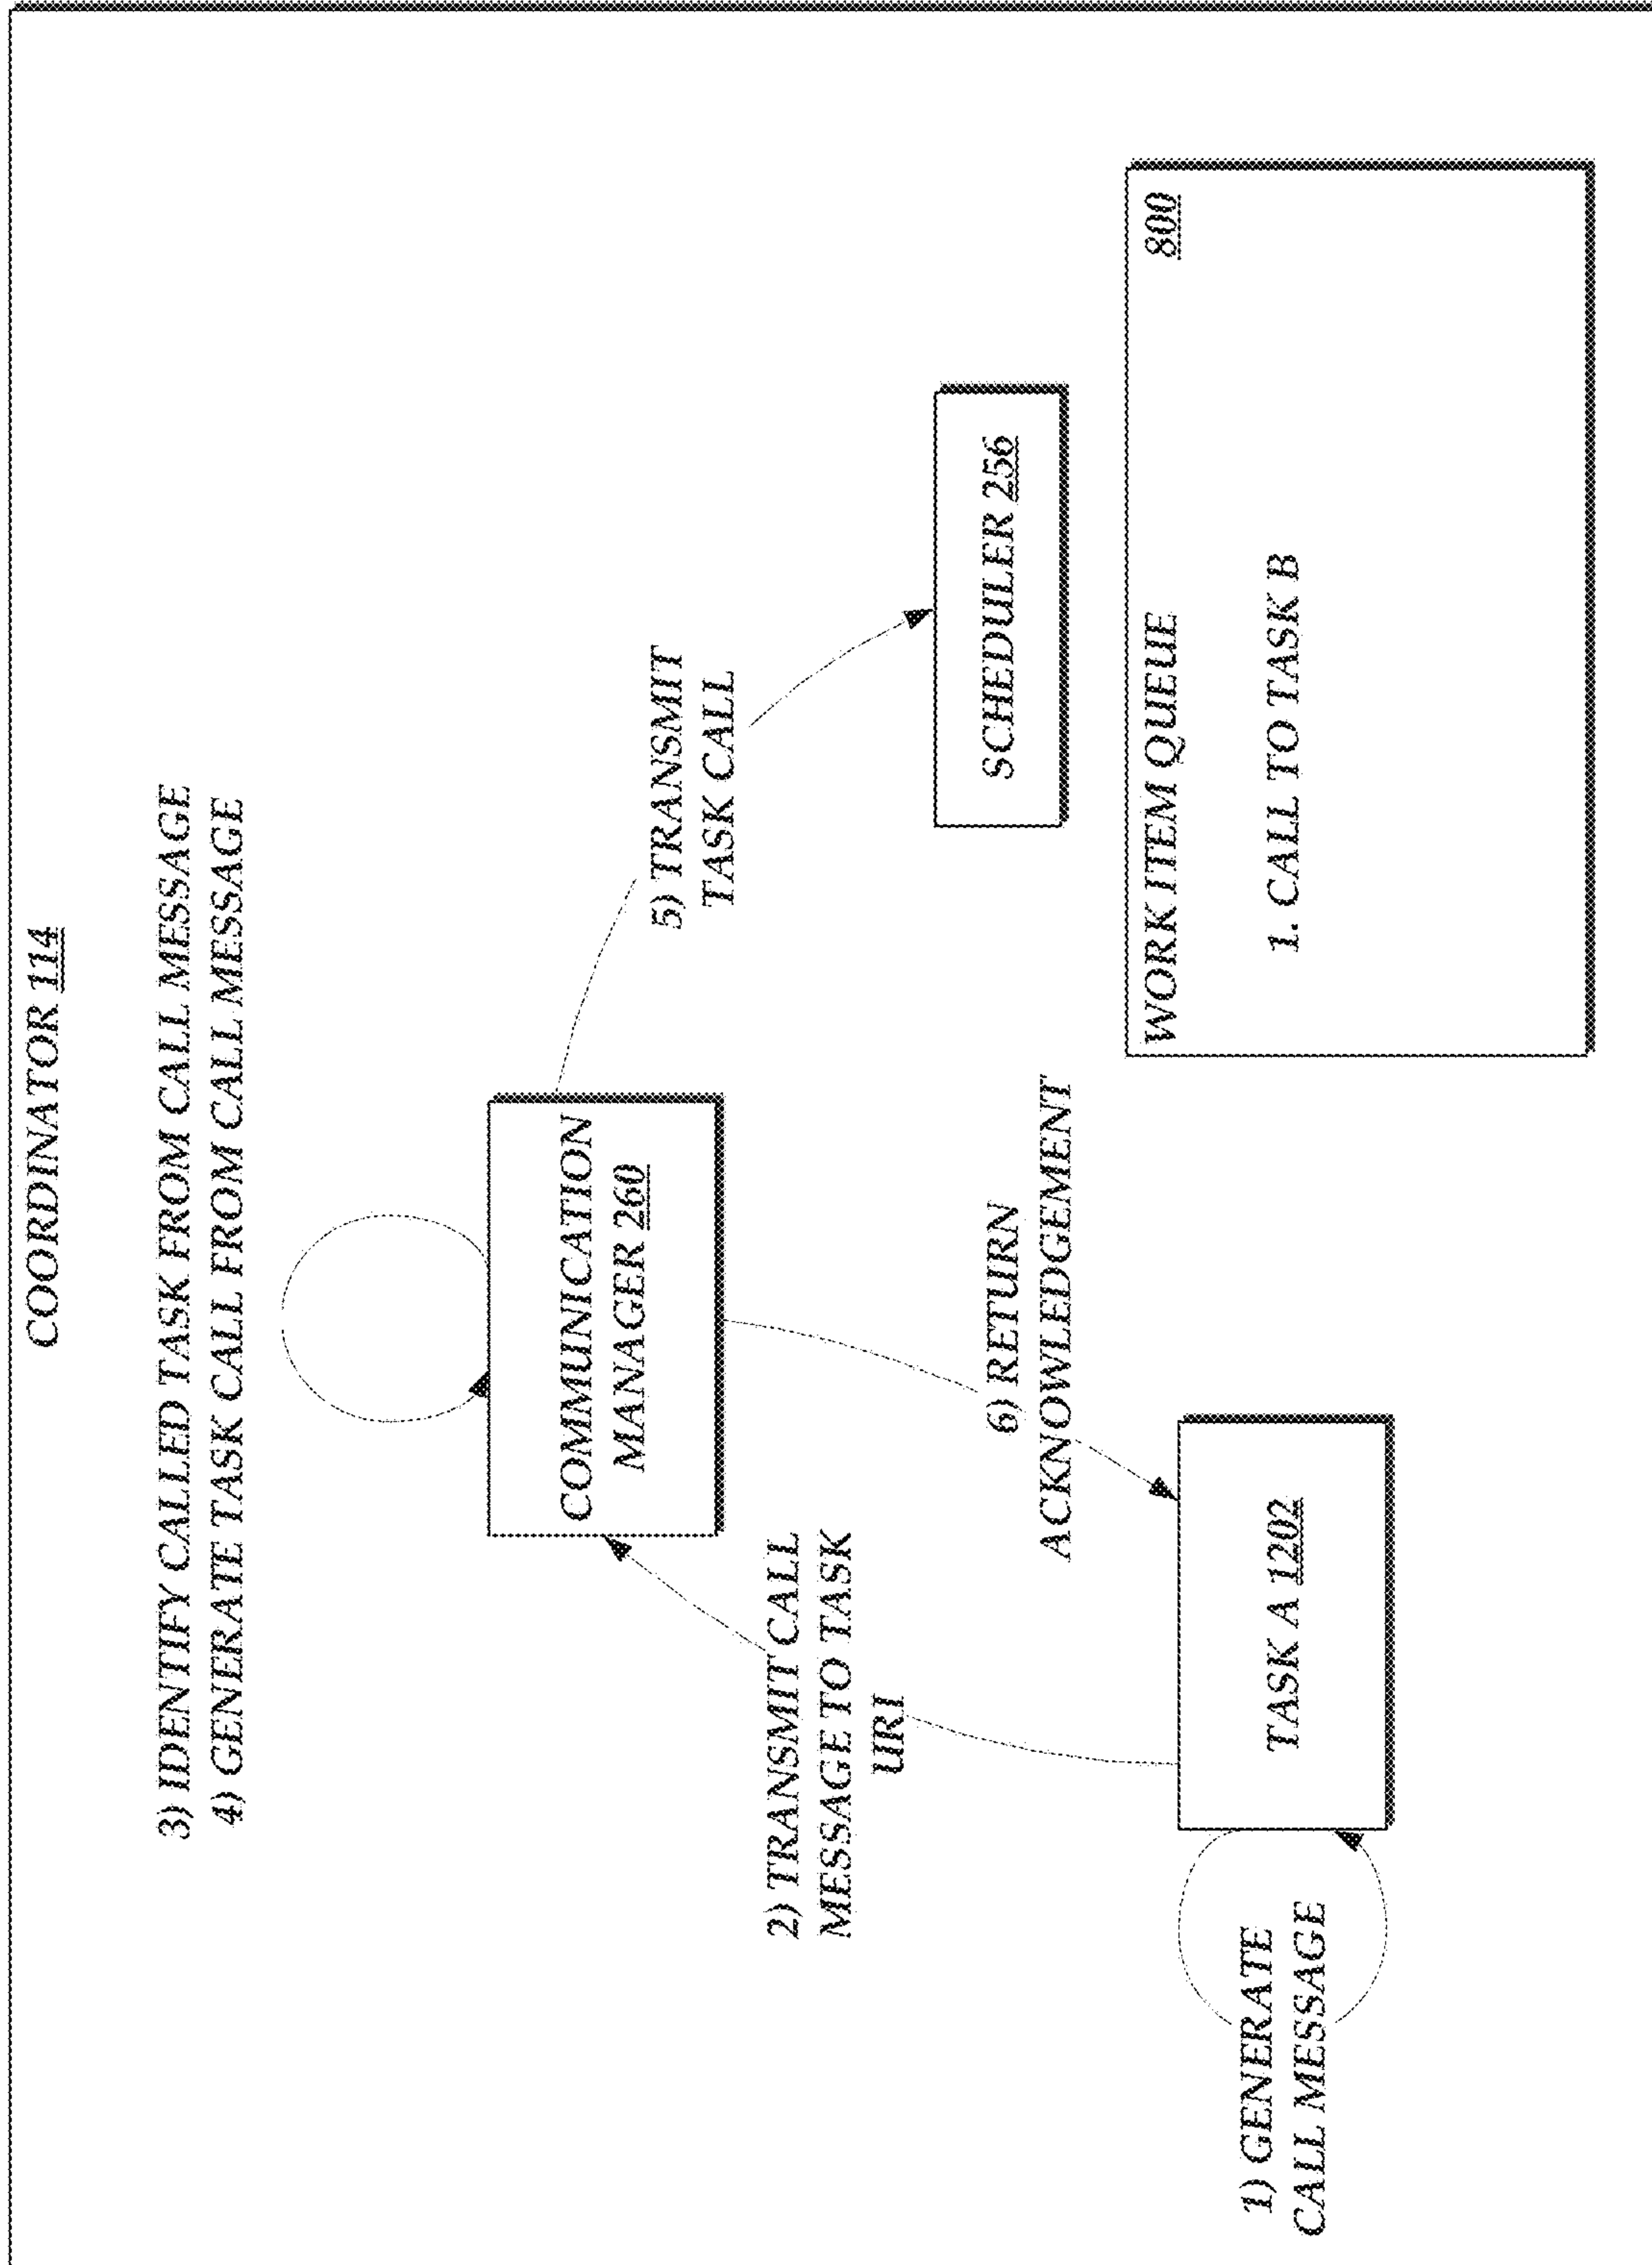 COORDINATOR 114
3) IDENTIFY CALLED TASK FROM CALL MESSAGE
4) GENERATE TASK CALL FROM CALL MESSAGE
COMMUNICATION
MANAGER 260
5) TRANSMIT
TASK CALL
2) TRANSMIT CALL
MESSAGE TO TASK
URI
6) RETURN
ACKNOWLEDGEMENT
SCHEDULER 256
1) GENERATE
CALL MESSAGE
TASK A 1202
WORK ITEM QUEUE
800
1. CALL TO TASK B